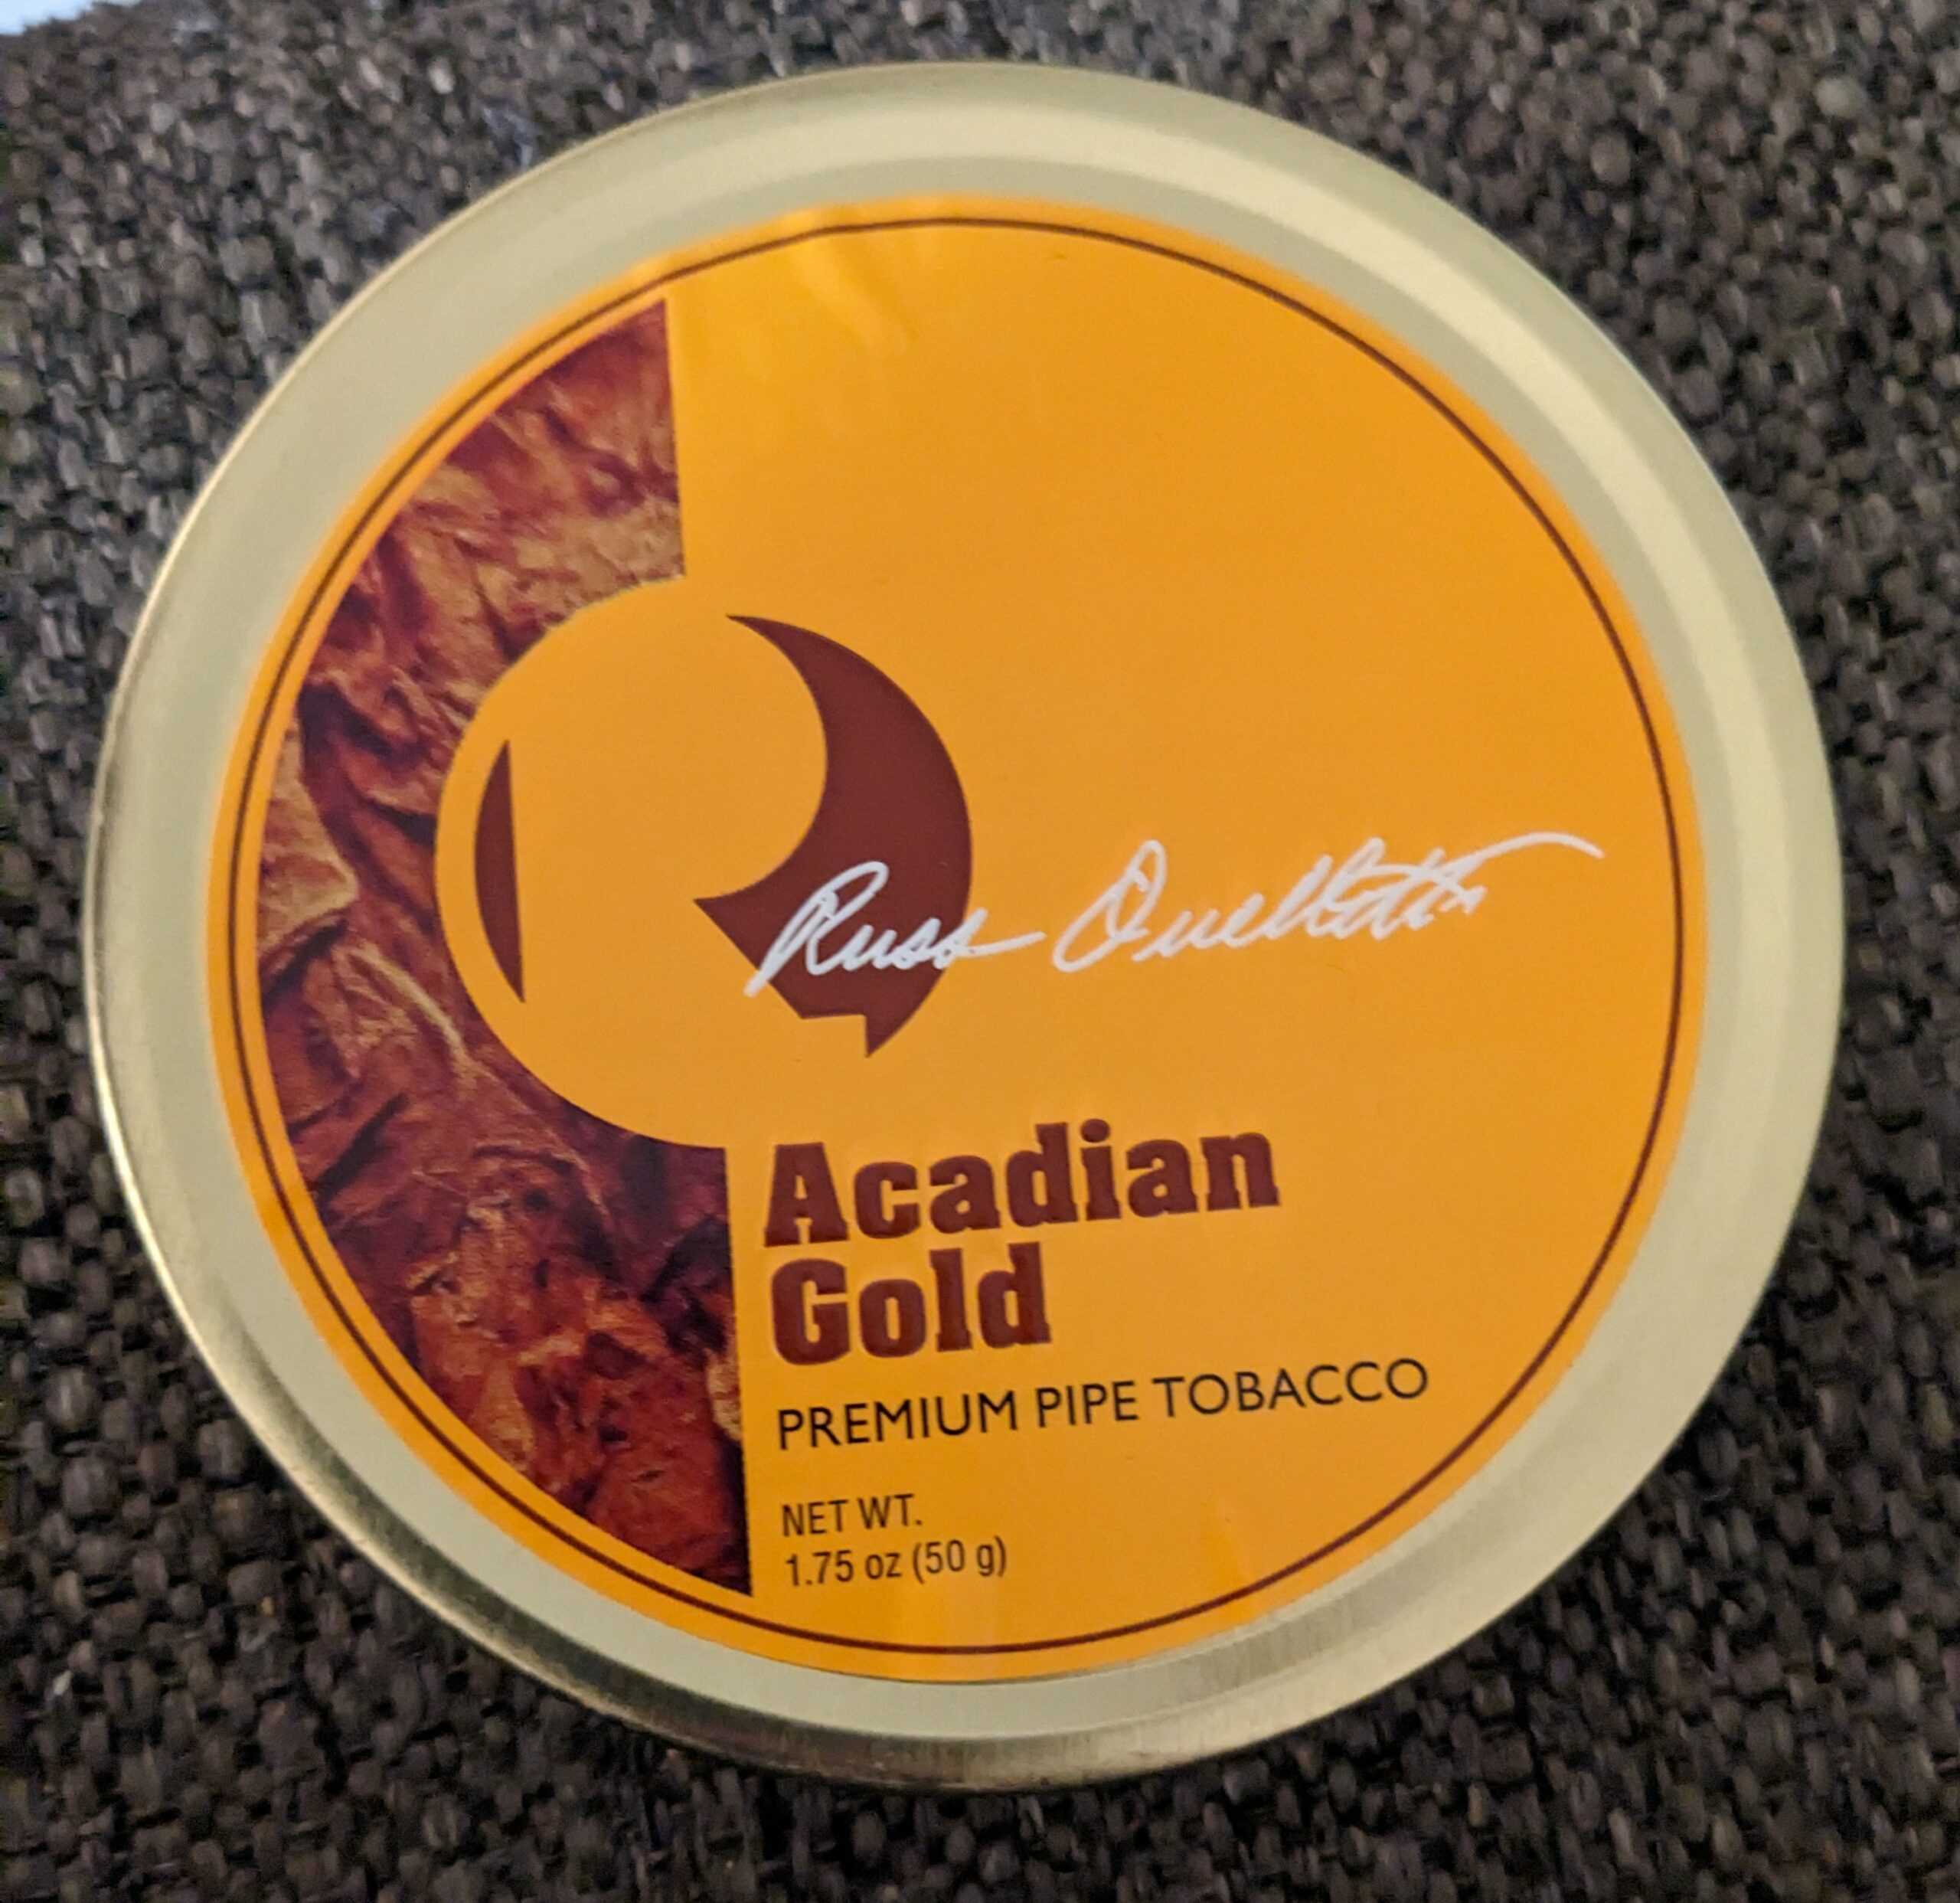 Russ Ouellette
Acadian
Gold
PREMIUM PIPE TOBACCO
NET WT.
1.75 oz (50 g)